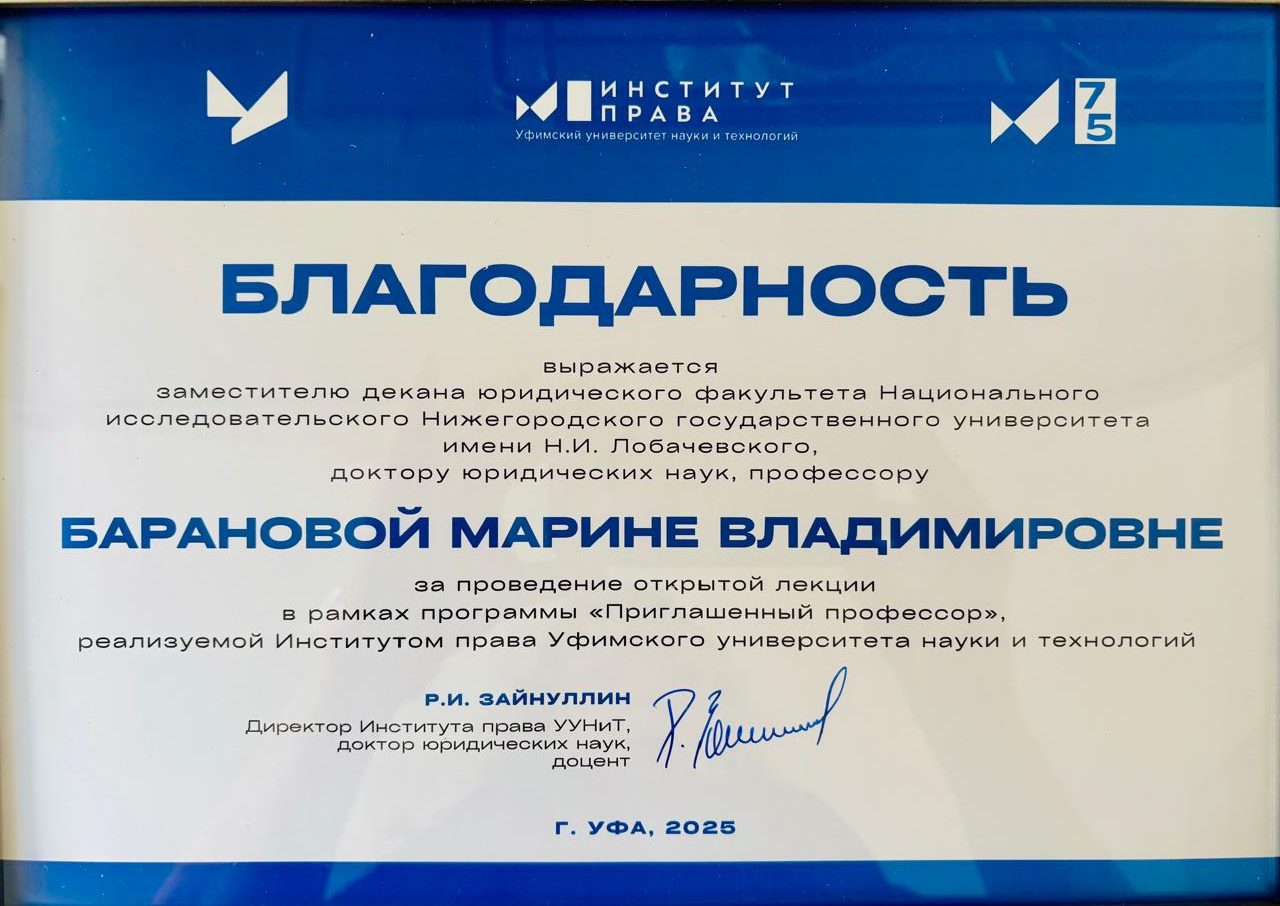 ИНСТИТУТ
ПРАВА
Уфимский университет науки и технологий
75
БЛАГОДАРНОСТЬ
выражается
заместителю декана юридического факультета Национального
исследовательского Нижегородского государственного университета
имени Н.И. Лобачевского,
доктору юридических наук, профессору
БАРАНОВОЙ МАРИНЕ ВЛАДИМИРОВНЕ
за проведение открытой лекции
в рамках программы «Приглашенный профессор»,
реализуемой Институтом права Уфимского университета науки и технологий
Р.И. ЗАЙНУЛЛИН
Директор Института права УУНиТ,
доктор юридических наук,
доцент
Г. УФА, 2025